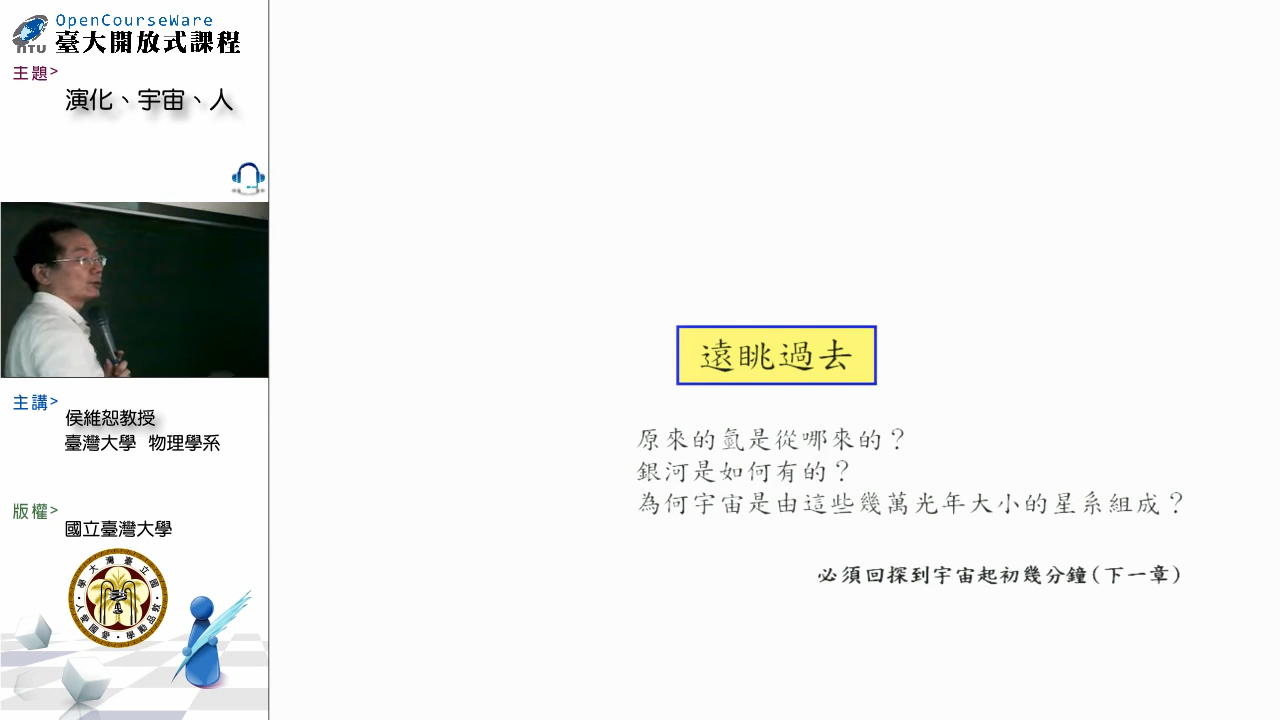 OpenCourseWare
NTU
臺大開放式課程
主題>
演化、宇宙、人
主講>
侯維恕教授
臺灣大學 物理學系
版權>
國立臺灣大學
遠眺過去
原來的氫是從哪來的？
銀河是如何有的？
為何宇宙是由這些幾萬光年大小的星系組成？
必須回探到宇宙起初幾分鐘(下一章)